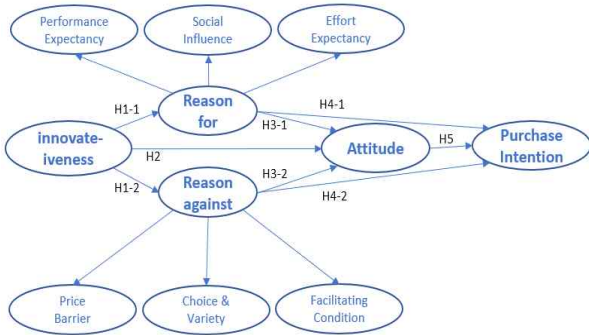 Performance
Expectancy
Social
Influence
Effort
Expectancy
H1-1
Reason
for
H4-1
H3-1
innovate-
iveness
H2
Attitude
H5
Purchase
Intention
H1-2
Reason
against
H3-2
H4-2
Price
Barrier
Choice &
Variety
Facilitating
Condition